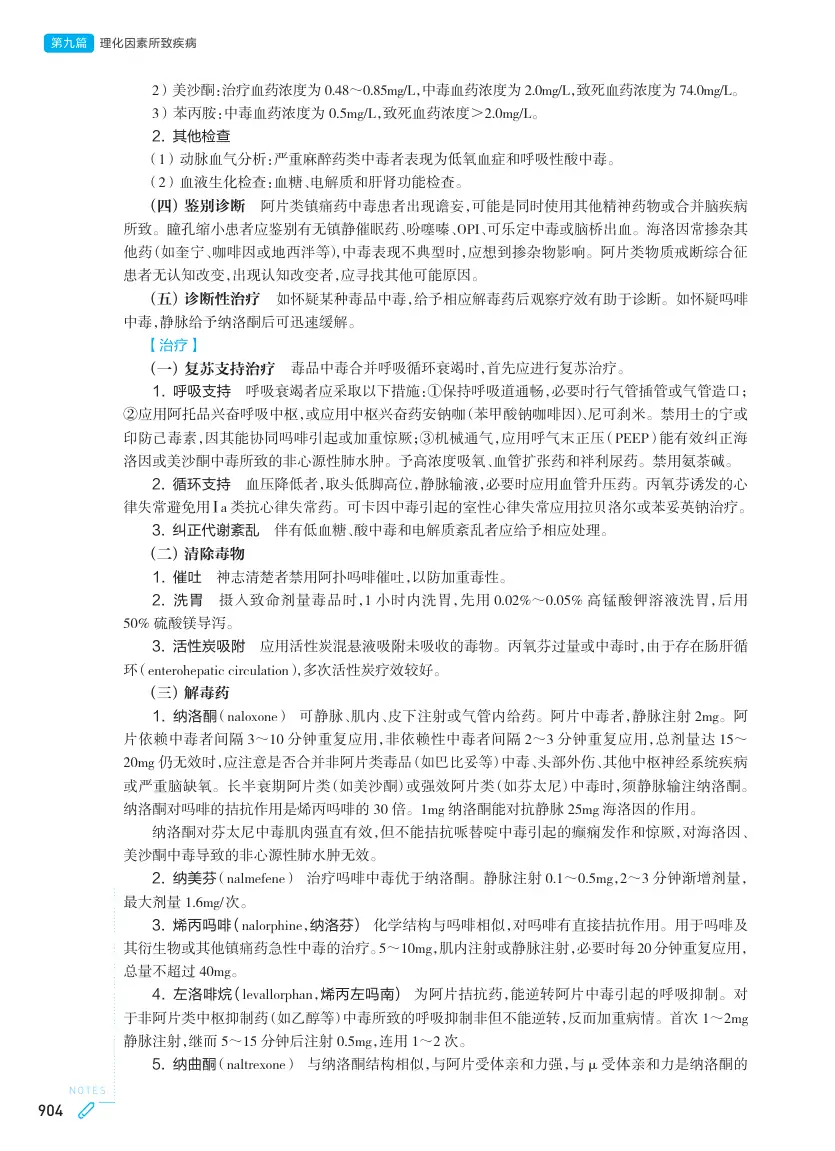 第九篇 理化因素所致疾病
2）美沙酮:治疗血药浓度为 0.48～0.85mg/L,中毒血药浓度为 2.0mg/L,致死血药浓度为 74.0mg/L。
3）苯丙胺:中毒血药浓度为 0.5mg/L,致死血药浓度＞2.0mg/L。
2. 其他检查
（1）动脉血气分析:严重麻醉药类中毒者表现为低氧血症和呼吸性酸中毒。
（2）血液生化检查:血糖、电解质和肝肾功能检查。
（四）鉴别诊断 阿片类镇痛药中毒患者出现谵妄,可能是同时使用其他精神药物或合并脑疾病
所致。瞳孔缩小患者应鉴别有无镇静催眠药、吩噻嗪、OPI、可乐定中毒或脑桥出血。海洛因常掺杂其
他药（如奎宁、咖啡因或地西泮等）,中毒表现不典型时,应想到掺杂物影响。阿片类物质戒断综合征
患者无认知改变,出现认知改变者,应寻找其他可能原因。
（五）诊断性治疗 如怀疑某种毒品中毒,给予相应解毒药后观察疗效有助于诊断。如怀疑吗啡
中毒,静脉给予纳洛酮后可迅速缓解。
【治疗】
（一）复苏支持治疗 毒品中毒合并呼吸循环衰竭时,首先应进行复苏治疗。
1. 呼吸支持 呼吸衰竭者应采取以下措施:①保持呼吸道通畅,必要时行气管插管或气管造口;
②应用阿托品兴奋呼吸中枢,或应用中枢兴奋药安钠咖（苯甲酸钠咖啡因）、尼可刹米。禁用士的宁或
印防己毒素,因其能协同吗啡引起或加重惊厥;③机械通气,应用呼气末正压（PEEP）能有效纠正海
洛因或美沙酮中毒所致的非心源性肺水肿。予高浓度吸氧、血管扩张药和袢利尿药。禁用氨茶碱。
2. 循环支持 血压降低者,取头低脚高位,静脉输液,必要时应用血管升压药。丙氧芬诱发的心
律失常避免用Ⅰa 类抗心律失常药。可卡因中毒引起的室性心律失常应用拉贝洛尔或苯妥英钠治疗。
3. 纠正代谢紊乱 伴有低血糖、酸中毒和电解质紊乱者应给予相应处理。
（二）清除毒物
1. 催吐 神志清楚者禁用阿扑吗啡催吐,以防加重毒性。
2. 洗胃 摄入致命剂量毒品时,1 小时内洗胃,先用 0.02%～0.05% 高锰酸钾溶液洗胃,后用
50% 硫酸镁导泻。
3. 活性炭吸附 应用活性炭混悬液吸附未吸收的毒物。丙氧芬过量或中毒时,由于存在肠肝循
环（enterohepatic circulation）,多次活性炭疗效较好。
（三）解毒药
1. 纳洛酮（naloxone） 可静脉、肌内、皮下注射或气管内给药。阿片中毒者,静脉注射 2mg。阿
片依赖中毒者间隔 3～10 分钟重复应用,非依赖性中毒者间隔 2～3 分钟重复应用,总剂量达 15～
20mg 仍无效时,应注意是否合并非阿片类毒品（如巴比妥等）中毒、头部外伤、其他中枢神经系统疾病
或严重脑缺氧。长半衰期阿片类（如美沙酮）或强效阿片类（如芬太尼）中毒时,须静脉输注纳洛酮。
纳洛酮对吗啡的拮抗作用是烯丙吗啡的 30 倍。1mg 纳洛酮能对抗静脉 25mg 海洛因的作用。
纳洛酮对芬太尼中毒肌肉强直有效,但不能拮抗哌替啶中毒引起的癫痫发作和惊厥,对海洛因、
美沙酮中毒导致的非心源性肺水肿无效。
2. 纳美芬（nalmefene） 治疗吗啡中毒优于纳洛酮。静脉注射 0.1～0.5mg,2～3 分钟渐增剂量,
最大剂量 1.6mg/次。
3. 烯丙吗啡（nalorphine,纳洛芬） 化学结构与吗啡相似,对吗啡有直接拮抗作用。用于吗啡及
其衍生物或其他镇痛药急性中毒的治疗。5～10mg,肌内注射或静脉注射,必要时每 20 分钟重复应用,
总量不超过 40mg。
4. 左洛啡烷（levallorphan,烯丙左吗南） 为阿片拮抗药,能逆转阿片中毒引起的呼吸抑制。对
于非阿片类中枢抑制药（如乙醇等）中毒所致的呼吸抑制非但不能逆转,反而加重病情。首次 1～2mg
静脉注射,继而 5～15 分钟后注射 0.5mg,连用 1～2 次。
5. 纳曲酮（naltrexone） 与纳洛酮结构相似,与阿片受体亲和力强,与 μ 受体亲和力是纳洛酮的
NOTES
904